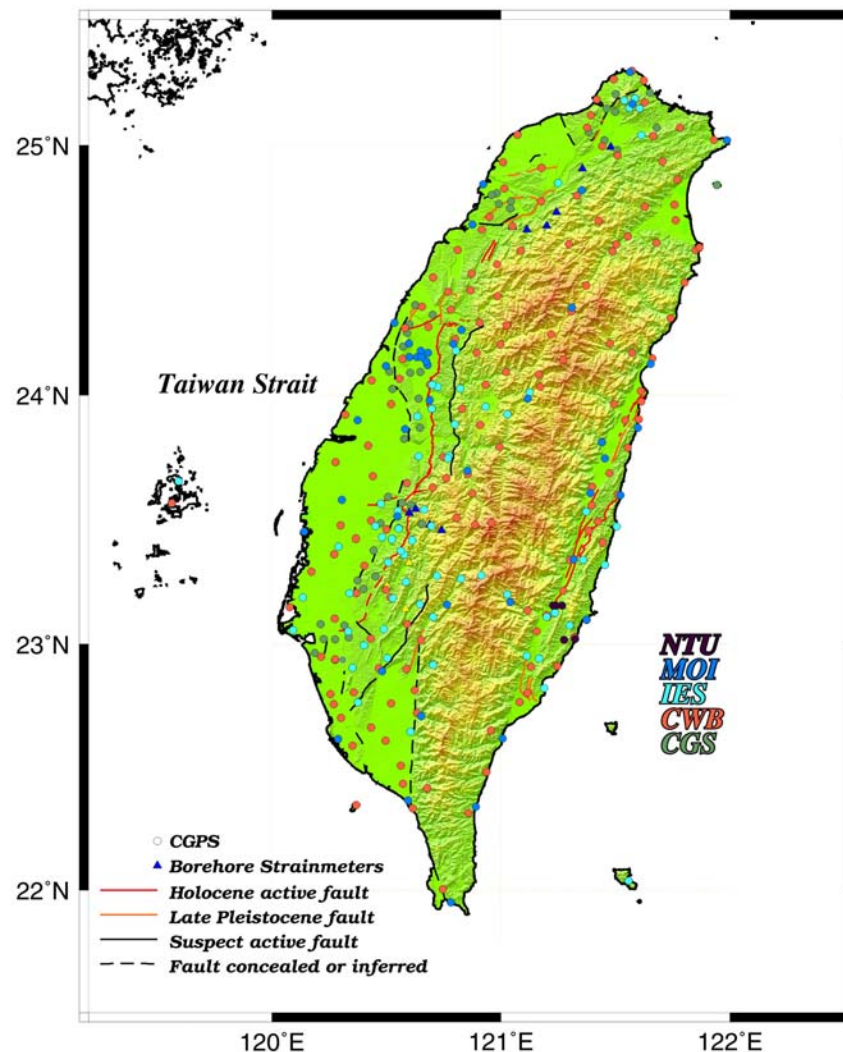 25°N
24°N
Taiwan Strait
23°N
NTU
MOI
IES
CWB
CGS
CGPS
Borehore Strainmeters
22°N
Holocene active fault
Late Pleistocene fault
Suspect active fault
Fault concealed or inferred
120°E
121°E
122°E